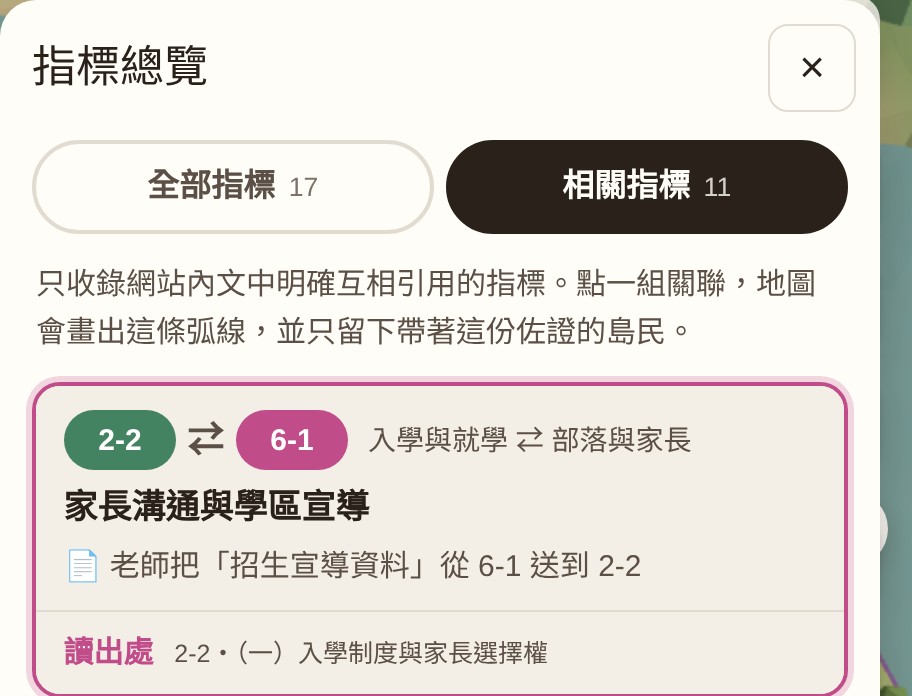 指標總覽
×
全部指標 17
相關指標 11
只收錄網站內文中明確互相引用的指標。點一組關聯，地圖
會畫出這條弧線，並只留下帶著這份佐證的島民。
2-2 ⇄ 6-1 入學與就學 ⇄ 部落與家長
家長溝通與學區宣導
📄 老師把「招生宣導資料」從 6-1 送到 2-2
讀出處 2-2・（一）入學制度與家長選擇權